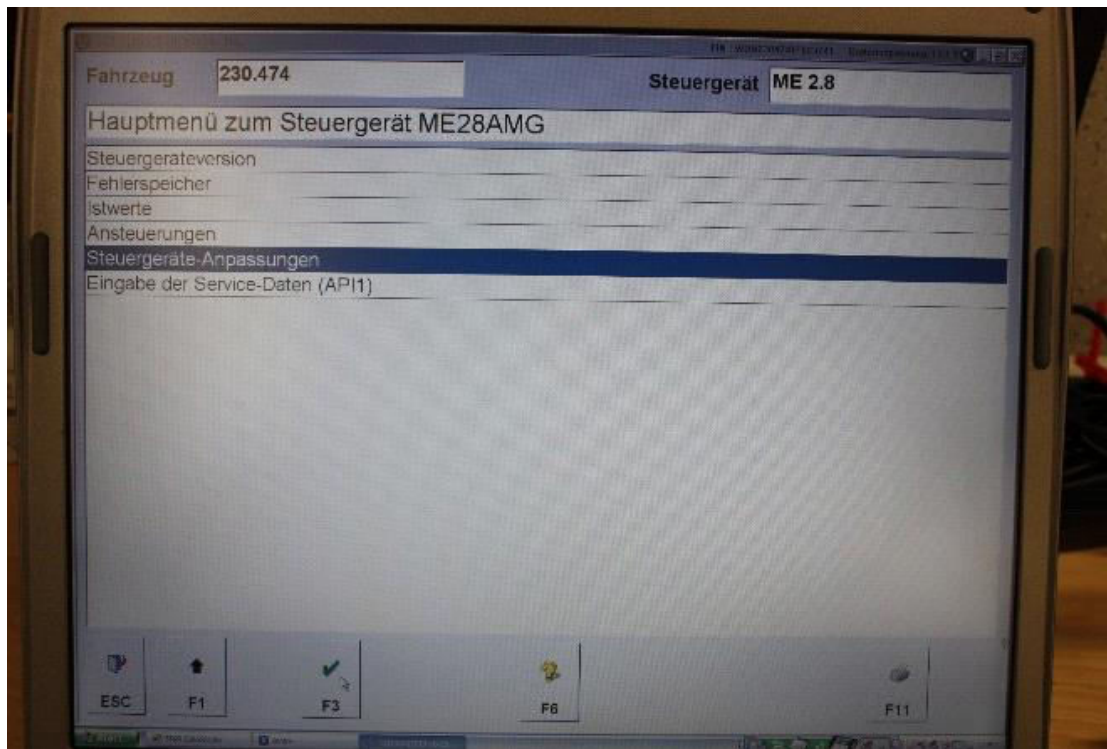 Fahrzeug 230.474 Steuergerät ME 2.8
Hauptmenü zum Steuergerät ME28AMG
Steuergeräteversion
Fehlerspeicher
Istwerte
Ansteuerungen
Steuergeräte-Anpassungen
Eingabe der Service-Daten (API1)
ESC F1 F3 F6 F11